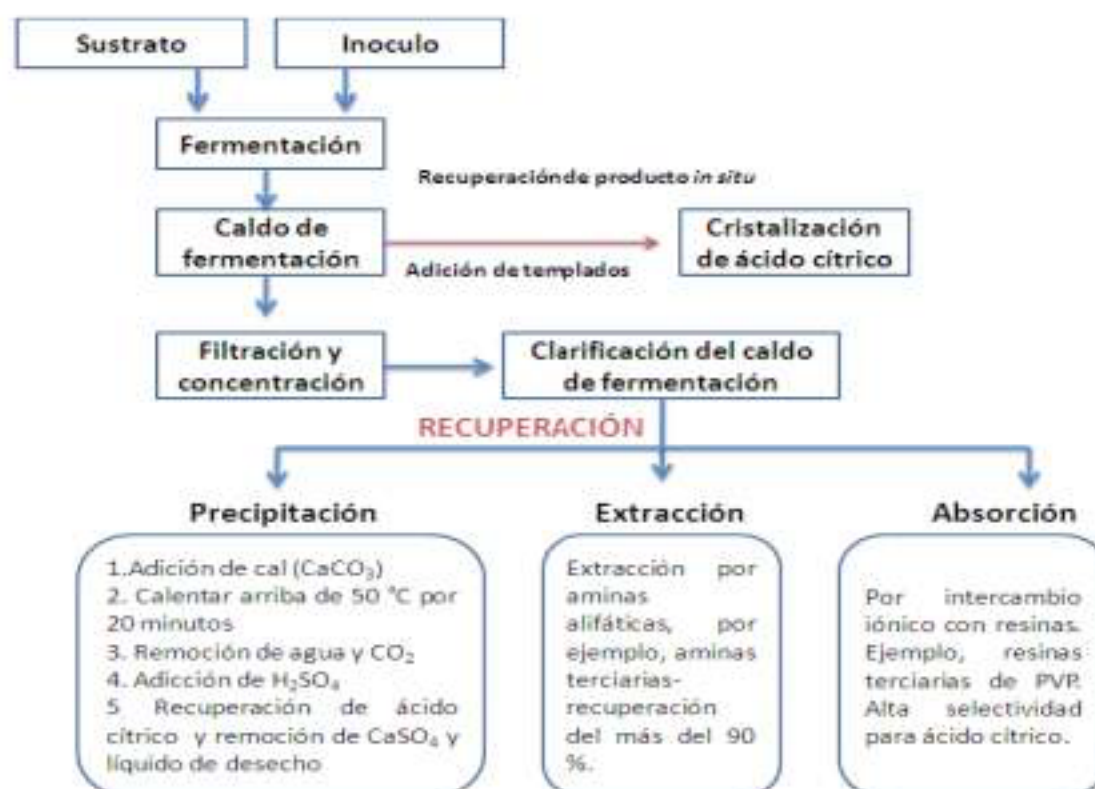 Sustrato
Inoculo
Fermentación
Recuperaciónde producto in situ
Caldo de
fermentación
Adición de templados
Cristalización
de ácido cítrico
Filtración y
concentración
Clarificación del caldo
de fermentación
RECUPERACIÓN
Precipitación
1.Adición de cal (CaCO₃)
2. Calentar arriba de 50 °C por
20 minutos
3. Remoción de agua y CO₂
4. Adicción de H₂SO₄
5 Recuperación de ácido
cítrico y remoción de CaSO₄ y
líquido de desecho
Extracción
Extracción por
aminas
alifáticas, por
ejemplo, aminas
terciarias-
recuperación
del más del 90
%.
Absorción
Por intercambio
iónico con resinas.
Ejemplo, resinas
terciarias de PVP.
Alta selectividad
para ácido cítrico.